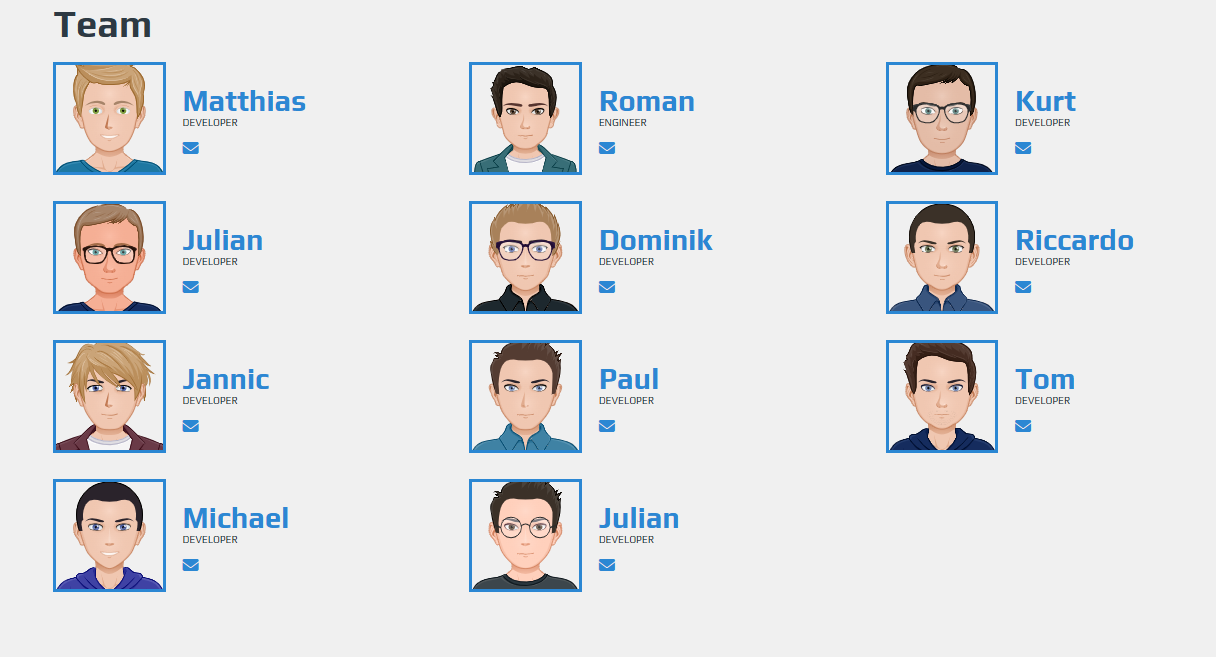 Team
Matthias
DEVELOPER
Roman
ENGINEER
Kurt
DEVELOPER
Julian
DEVELOPER
Dominik
DEVELOPER
Riccardo
DEVELOPER
Jannic
DEVELOPER
Paul
DEVELOPER
Tom
DEVELOPER
Michael
DEVELOPER
Julian
DEVELOPER